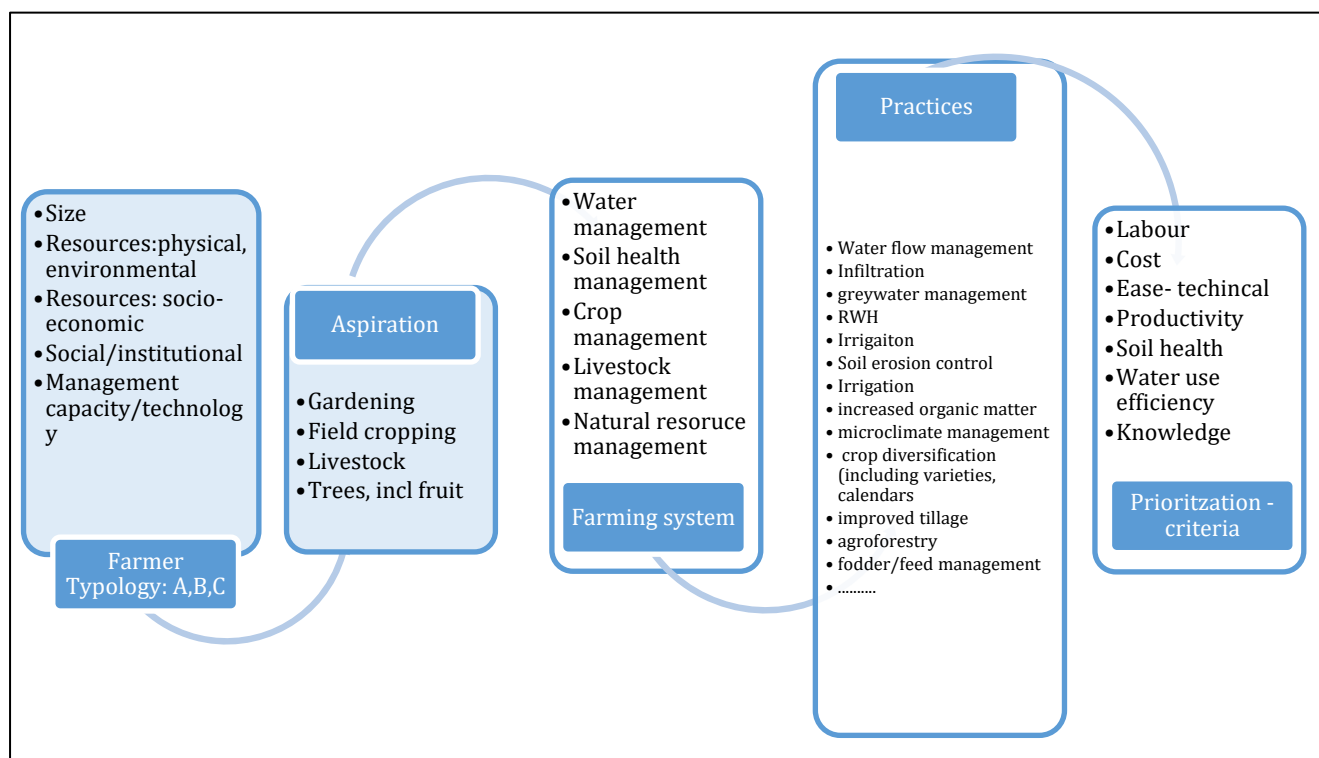 •Size
•Resources:physical,
environmental
•Resources: socio-
economic
•Social/institutional
•Management
capacity/technolog
y
Farmer
Typology: A,B,C
Aspiration
•Gardening
•Field cropping
•Livestock
•Trees, incl fruit
•Water
management
•Soil health
management
•Crop
management
•Livestock
management
•Natural resoruce
management
Farming system
Practices
• Water flow management
• Infiltration
• greywater management
• RWH
• Irrigaiton
• Soil erosion control
• Irrigation
• increased organic matter
• microclimate management
• crop diversification
(including varieties,
calendars
• improved tillage
• agroforestry
• fodder/feed management
• ..........
•Labour
•Cost
•Ease- techincal
•Productivity
•Soil health
•Water use
efficiency
•Knowledge
Prioritzation -
criteria